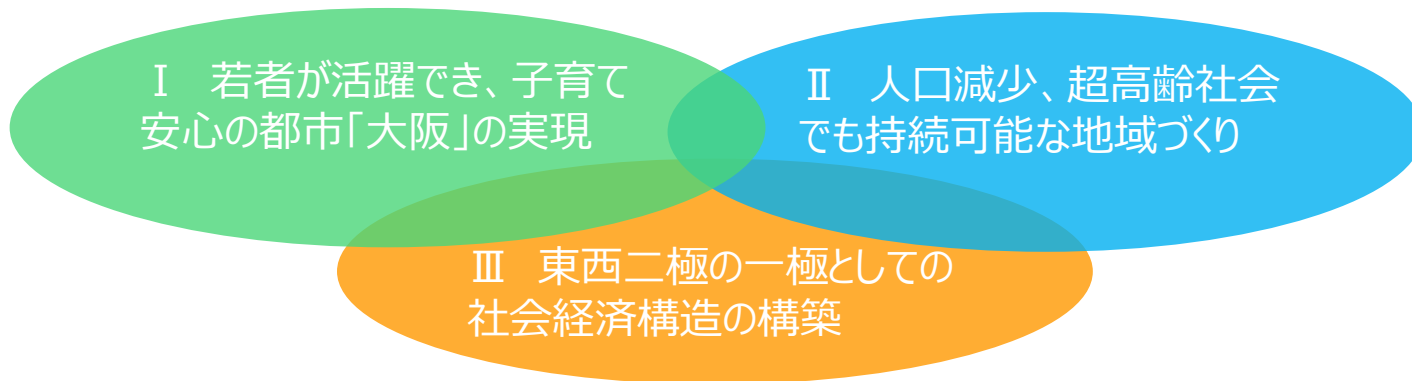 Ⅰ　若者が活躍でき、子育て
安心の都市「大阪」の実現
Ⅱ　人口減少、超高齢社会
でも持続可能な地域づくり
Ⅲ　東西二極の一極としての
社会経済構造の構築